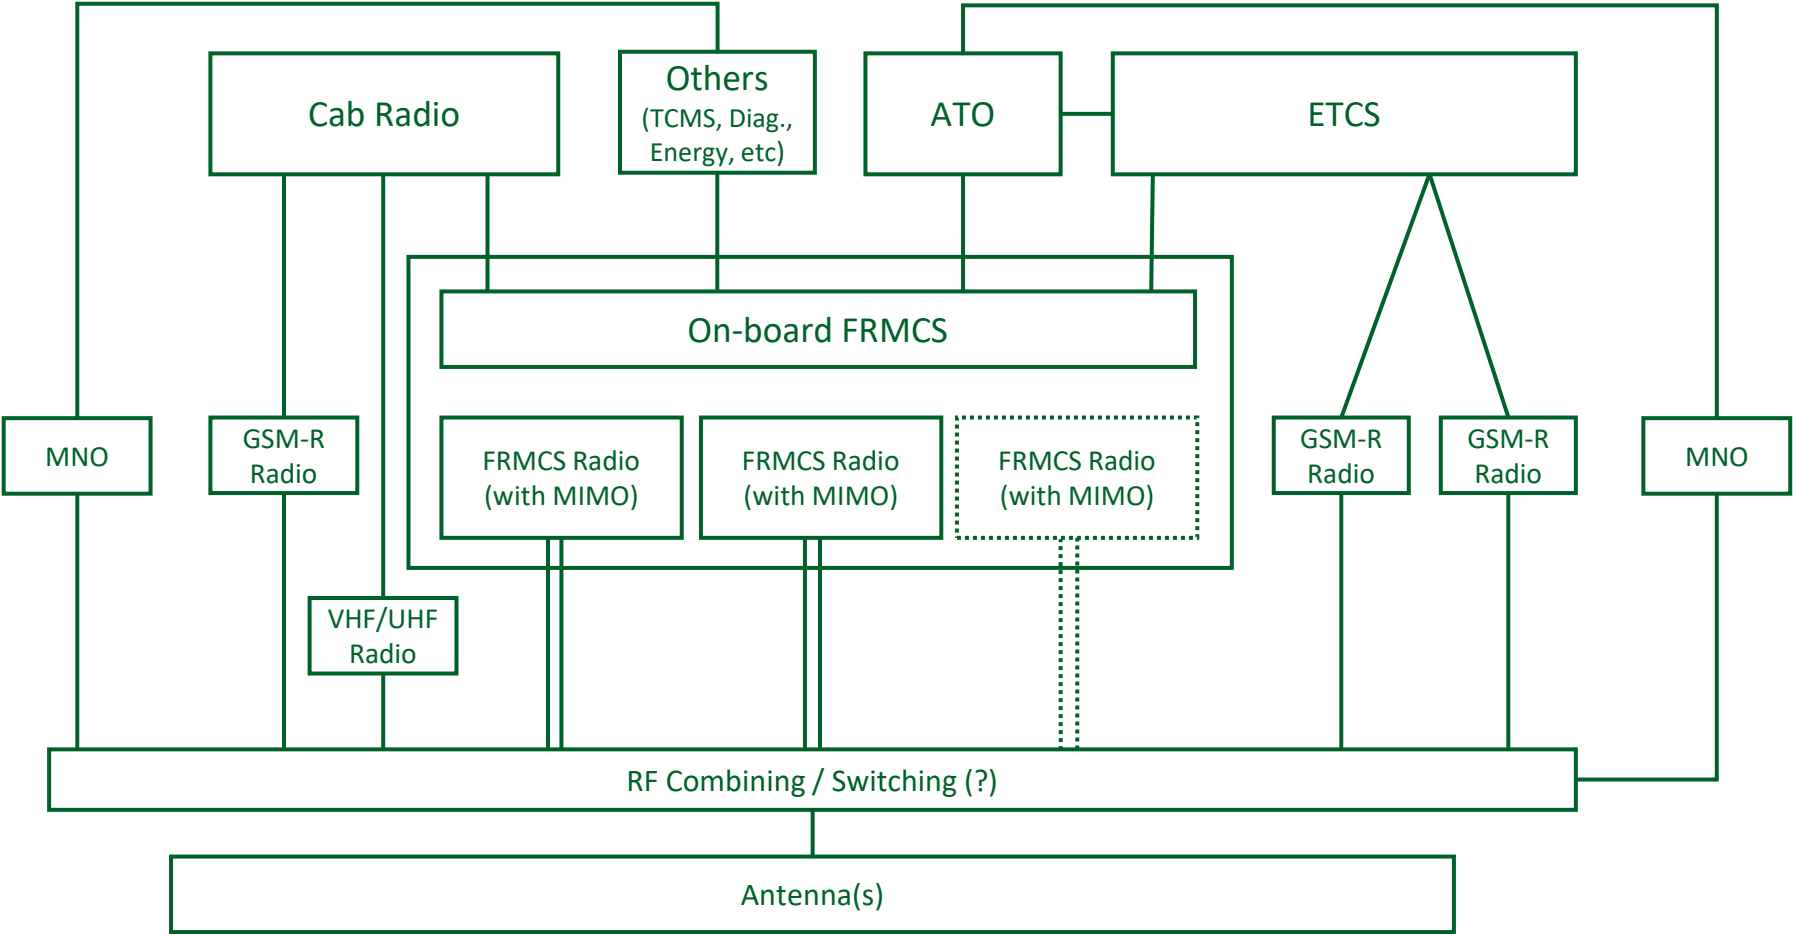 Cab Radio
Others
(TCMS, Diag.,
Energy, etc)
ATO
ETCS
On-board FRMCS
MNO
GSM-R
Radio
FRMCS Radio
(with MIMO)
FRMCS Radio
(with MIMO)
FRMCS Radio
(with MIMO)
GSM-R
Radio
GSM-R
Radio
MNO
VHF/UHF
Radio
RF Combining / Switching (?)
Antenna(s)